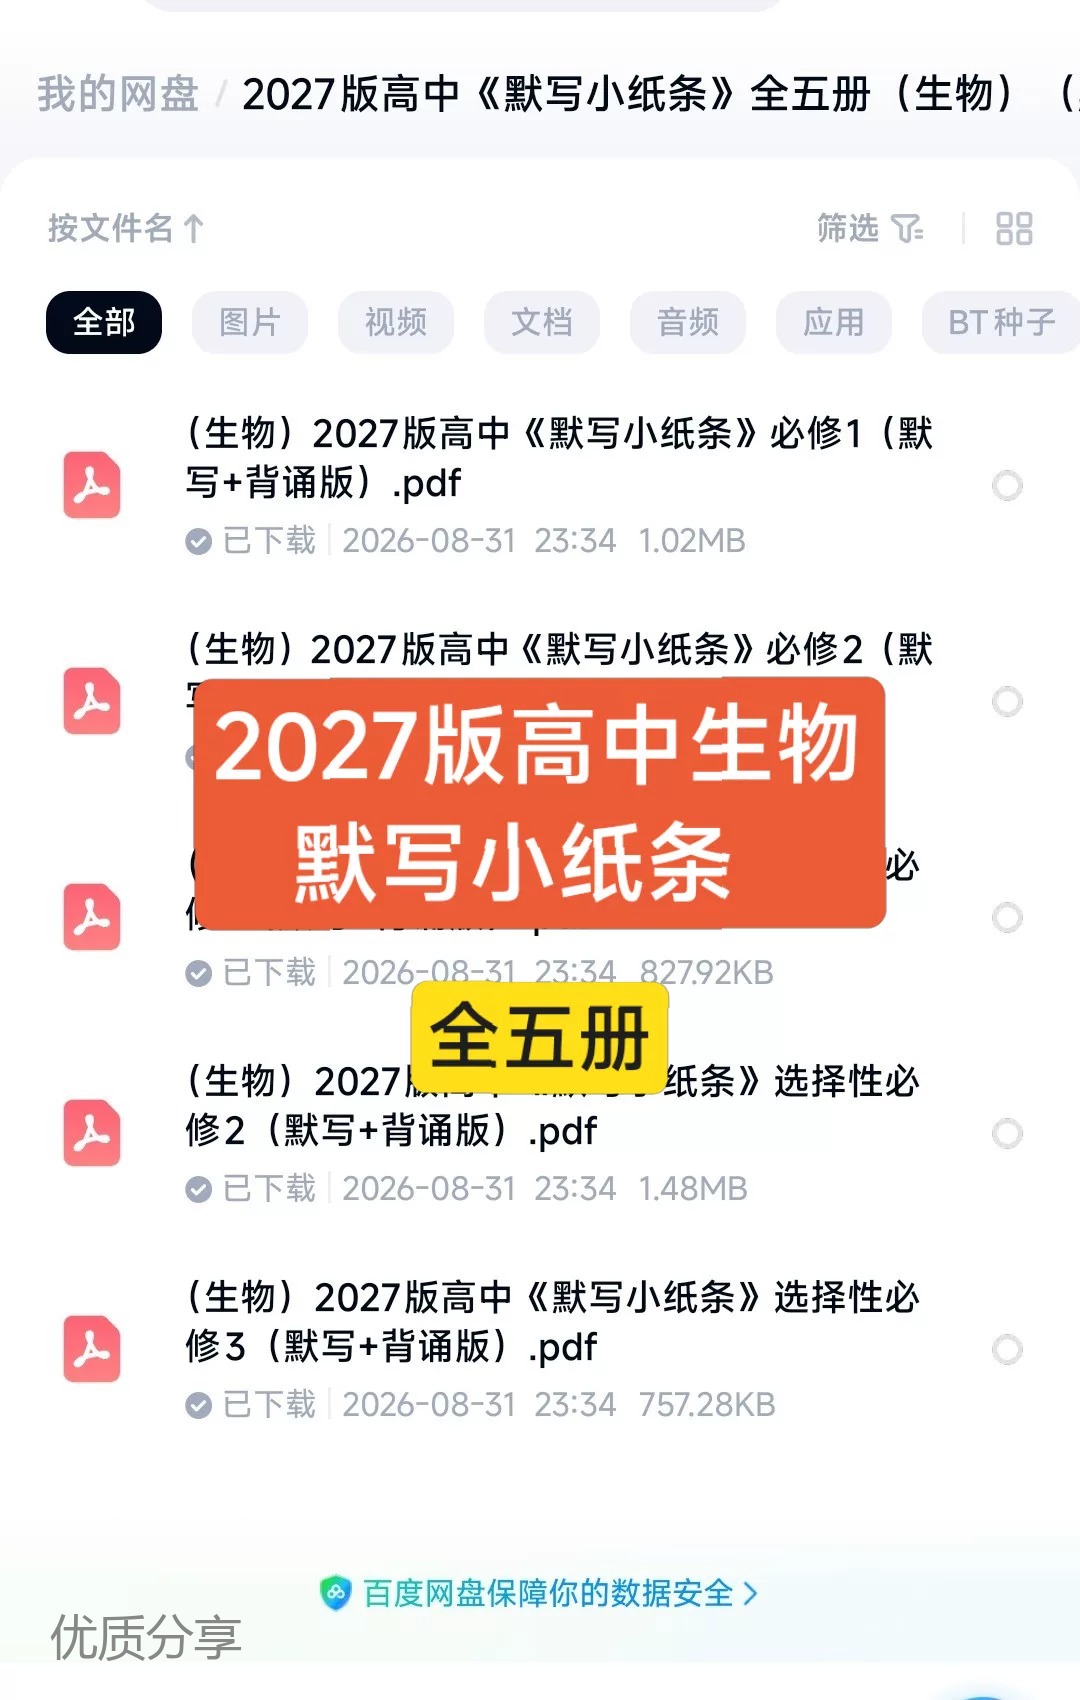 我的网盘 / 2027版高中《默写小纸条》全五册（生物）（
按文件名↑ 筛选
全部 图片 视频 文档 音频 应用 BT种子
（生物）2027版高中《默写小纸条》必修1（默
写+背诵版）.pdf
已下载 2026-08-31 23:34 1.02MB
（生物）2027版高中《默写小纸条》必修2（默
2027版高中生物
默写小纸条
必
已下载 2026-08-31 23:34 827.92KB
全五册
（生物）2027版高中《默写小纸条》选择性必
修2（默写+背诵版）.pdf
已下载 2026-08-31 23:34 1.48MB
（生物）2027版高中《默写小纸条》选择性必
修3（默写+背诵版）.pdf
已下载 2026-08-31 23:34 757.28KB
百度网盘保障你的数据安全
优质分享